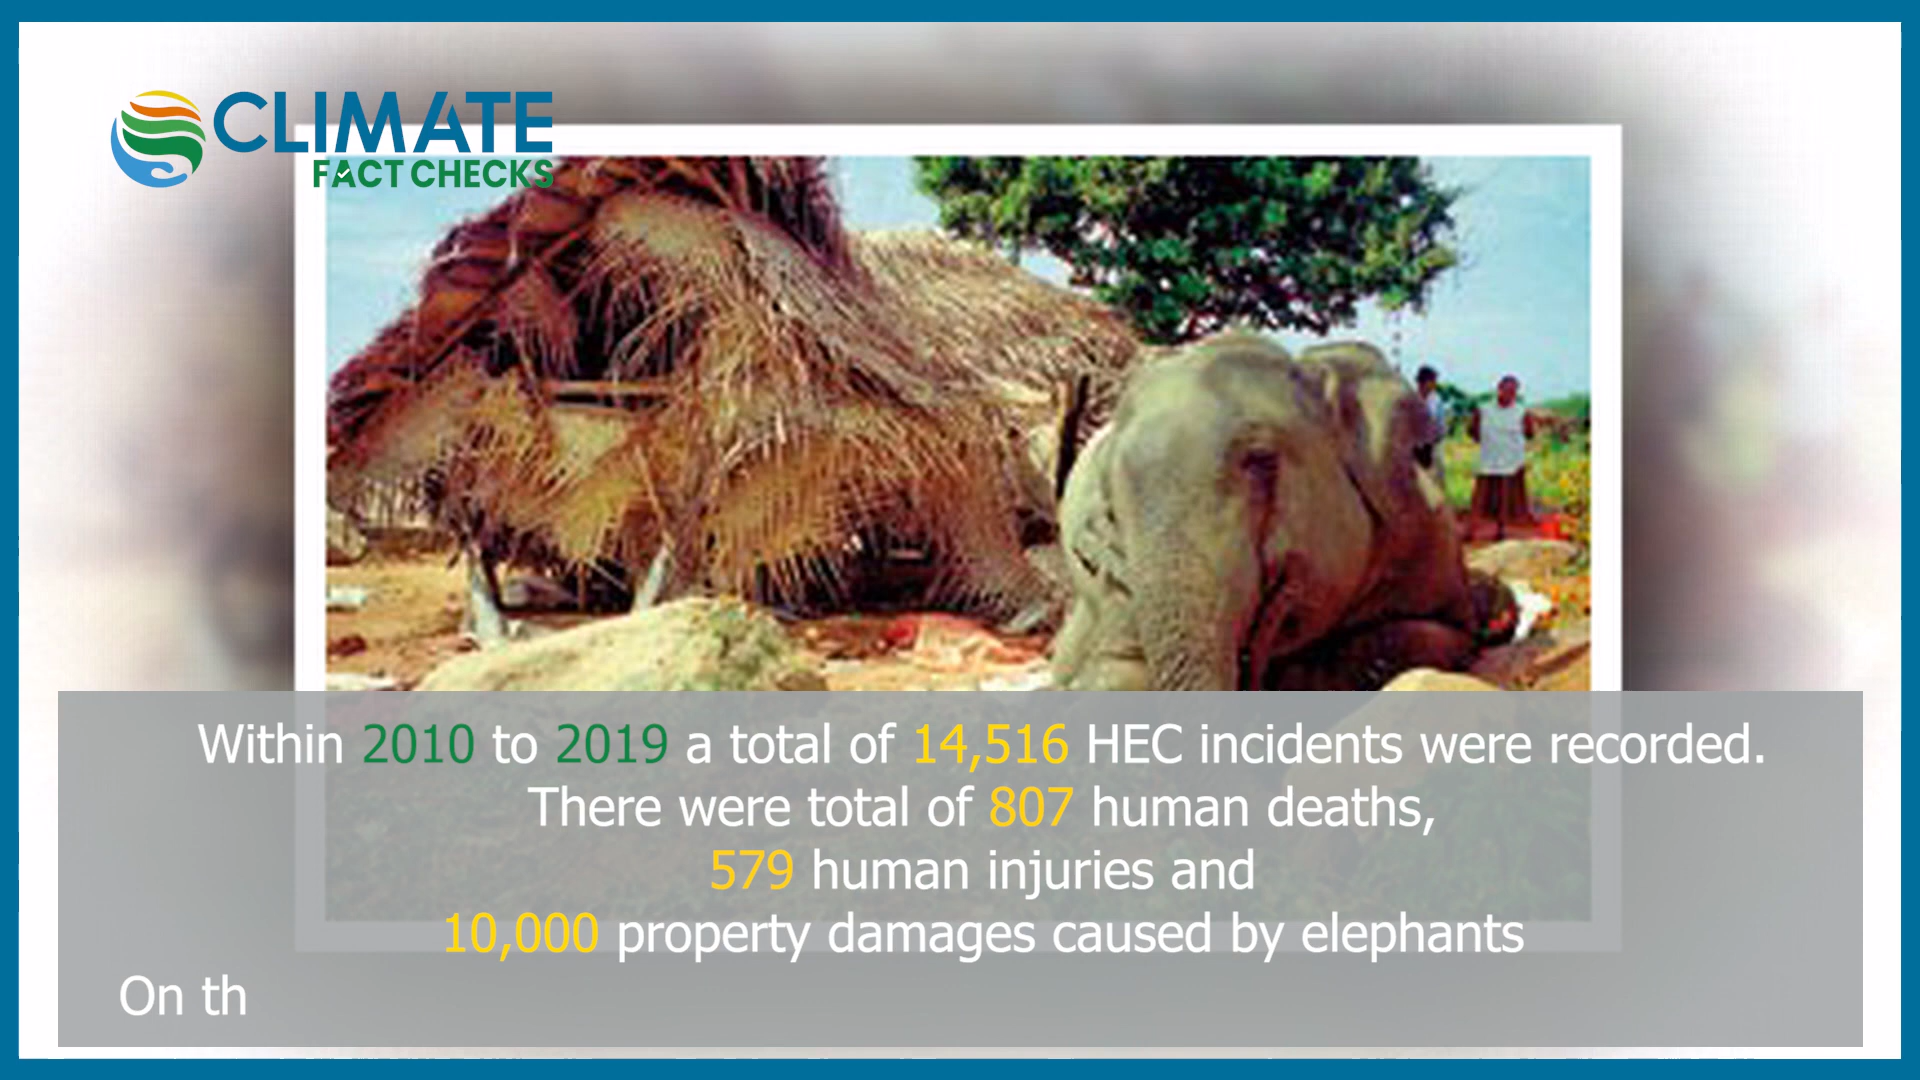 CLIMATE
FACT CHECKS
Within 2010 to 2019 a total of 14,516 HEC incidents were recorded.
There were total of 807 human deaths,
579 human injuries and
10,000 property damages caused by elephants
On th